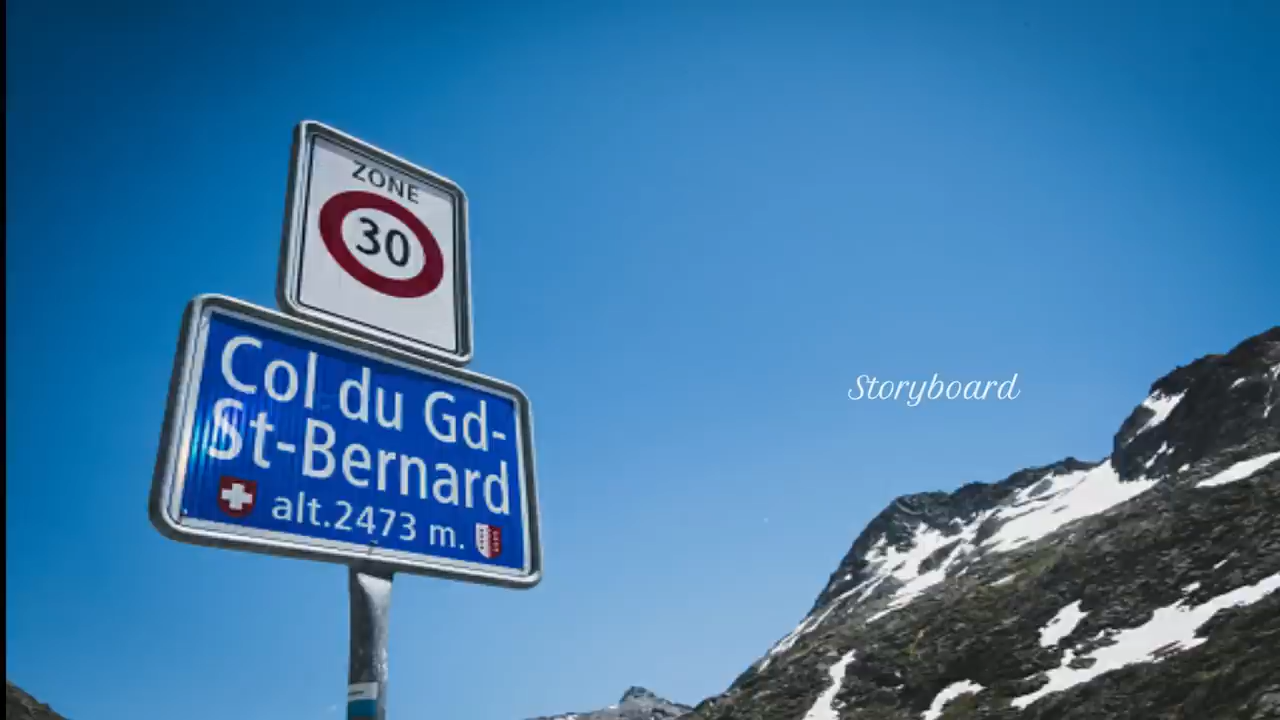 ZONE
30
Col du Gd-
St-Bernard
alt.2473 m.
Storyboard